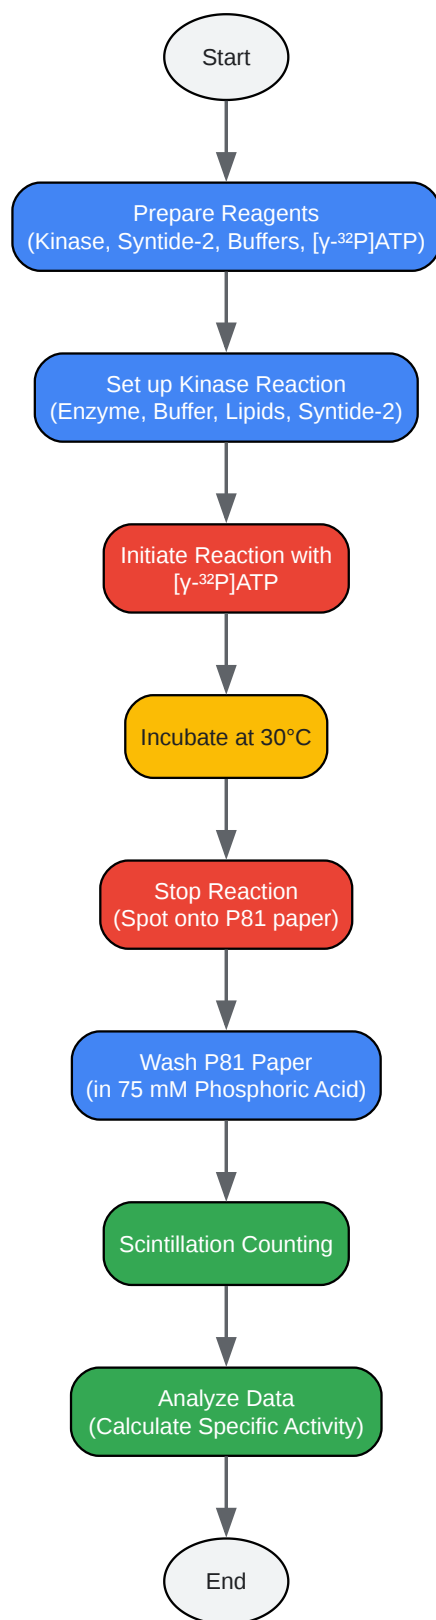 Start
Prepare Reagents
(Kinase, Syntide-2, Buffers, [γ-³²P]ATP)
Set up Kinase Reaction
(Enzyme, Buffer, Lipids, Syntide-2)
Initiate Reaction with
[γ-³²P]ATP
Incubate at 30°C
Stop Reaction
(Spot onto P81 paper)
Wash P81 Paper
(in 75 mM Phosphoric Acid)
Scintillation Counting
Analyze Data
(Calculate Specific Activity)
End